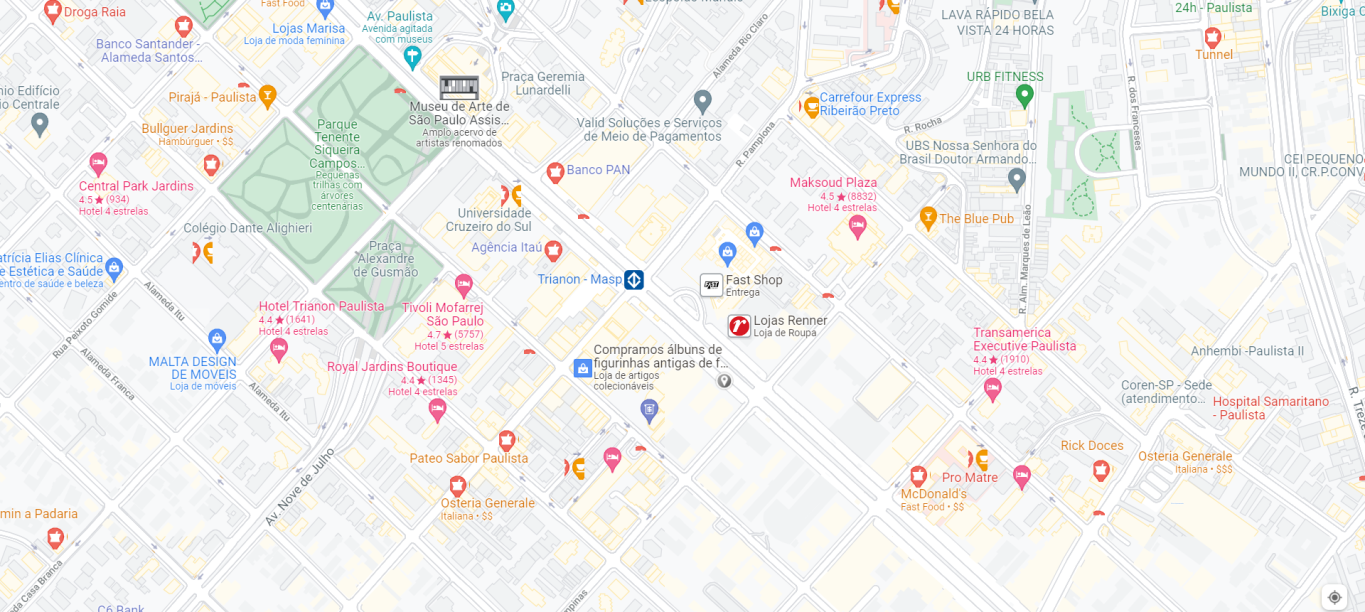 Droga Raia
Fast Food
Lojas Marisa
Loja de moda feminina
Av. Paulista
Avenida agitada
com museus
LAVA RÁPIDO BELA
VISTA 24 HORAS
24h - Paulista
Bixiga C
Banco Santander -
Alameda Santos...
Tunnel
Alameda Rio Claro
Praça Geremia
Lunardelli
URB FITNESS
R. dos Franceses
nio Edifício
io Centrale
Pirajá - Paulista
Museu de Arte de
São Paulo Assis...
Amplo acervo de
artistas renomados
Carrefour Express
Ribeirão Preto
Bullguer Jardins
Hambúrguer • $$
Parque
Tenente
Siqueira
Campos...
Pequenas
trilhas com
árvores
centenárias
Valid Soluções e Serviços
de Meio de Pagamentos
R. Rocha
R. Pamplona
UBS Nossa Senhora do
Brasil Doutor Armando...
CEI PEQUENO
MUNDO II, CR.P.CONV
Central Park Jardins
4.5 ★ (934)
Hotel 4 estrelas
Banco PAN
Maksoud Plaza
4.5 ★ (8832)
Hotel 4 estrelas
Universidade
Cruzeiro do Sul
The Blue Pub
Colégio Dante Alighieri
R. Alm. Marques de Leão
Praça
Alexandre
de Gusmão
Agência Itaú
atrícia Elias Clínica
e Estética e Saúde
entro de saúde e beleza
Trianon - Masp
Fast Shop
Entrega
Alameda Itu
Rua Peixoto Gomide
Hotel Trianon Paulista
4.4 ★ (1641)
Hotel 4 estrelas
Tivoli Mofarrej
São Paulo
4.7 ★ (5757)
Hotel 5 estrelas
Lojas Renner
Loja de Roupa
Transamerica
Executive Paulista
4.4 ★ (1910)
Hotel 4 estrelas
Anhembi -Paulista II
MALTA DESIGN
DE MOVEIS
Loja de móveis
Compramos álbuns de
figurinhas antigas de f...
Loja de artigos
colecionáveis
Royal Jardins Boutique
4.4 ★ (1345)
Hotel 4 estrelas
Alameda Franca
Alameda Itu
Coren-SP - Sede
(atendimento...
Hospital Samaritano
- Paulista
R. Treze
Pateo Sabor Paulista
Rick Doces
Osteria Generale
Italiana • $$$
Av. Nove de Julho
Pro Matre
McDonald's
Fast Food • $$
Osteria Generale
Italiana • $$
min a Padaria
ameda Casa Branca
C6 Bank
mpinas